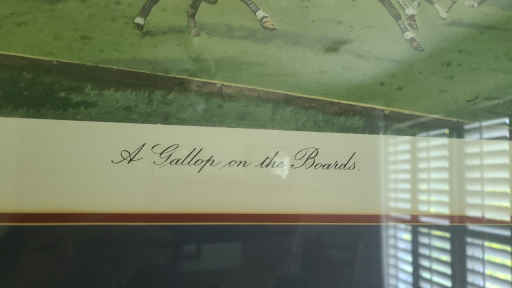 A Gallop on the Boards.